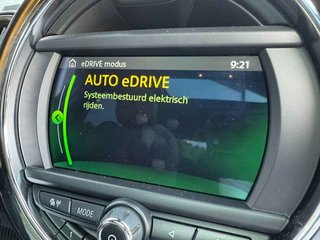 eDRIVE modus
9:21
AUTO eDRIVE
Systeembestuurd elektrisch
rijden.
MODE